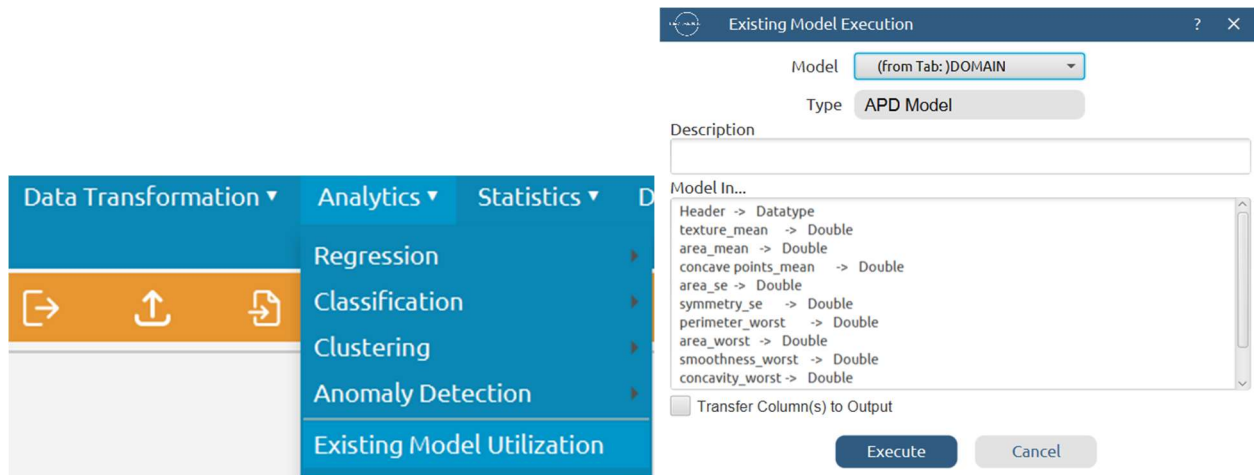 Data Transformation ▼ Analytics ▼ Statistics ▼ D
Regression
Classification
Clustering
Anomaly Detection
Existing Model Utilization
Existing Model Execution ? ✕
Model (from Tab: )DOMAIN
Type APD Model
Description
Model In...
Header -> Datatype
texture_mean -> Double
area_mean -> Double
concave points_mean -> Double
area_se -> Double
symmetry_se -> Double
perimeter_worst -> Double
area_worst -> Double
smoothness_worst -> Double
concavity_worst -> Double
Transfer Column(s) to Output
Execute Cancel